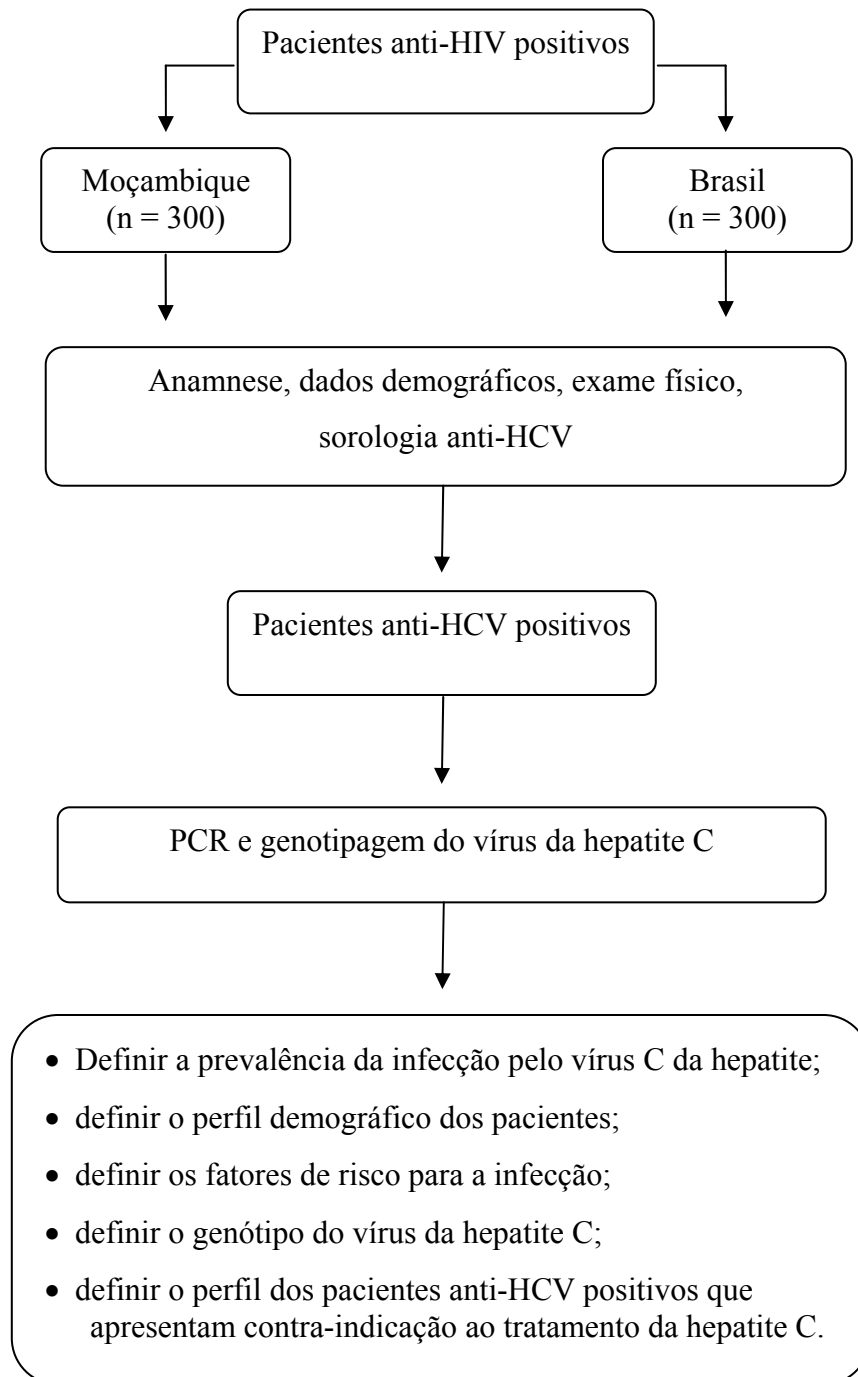 Pacientes anti-HIV positivos
Moçambique
(n = 300)
Brasil
(n = 300)
Anamnese, dados demográficos, exame físico,
sorologia anti-HCV
Pacientes anti-HCV positivos
PCR e genotipagem do vírus da hepatite C
• Definir a prevalência da infecção pelo vírus C da hepatite;
• definir o perfil demográfico dos pacientes;
• definir os fatores de risco para a infecção;
• definir o genótipo do vírus da hepatite C;
• definir o perfil dos pacientes anti-HCV positivos que
apresentam contra-indicação ao tratamento da hepatite C.